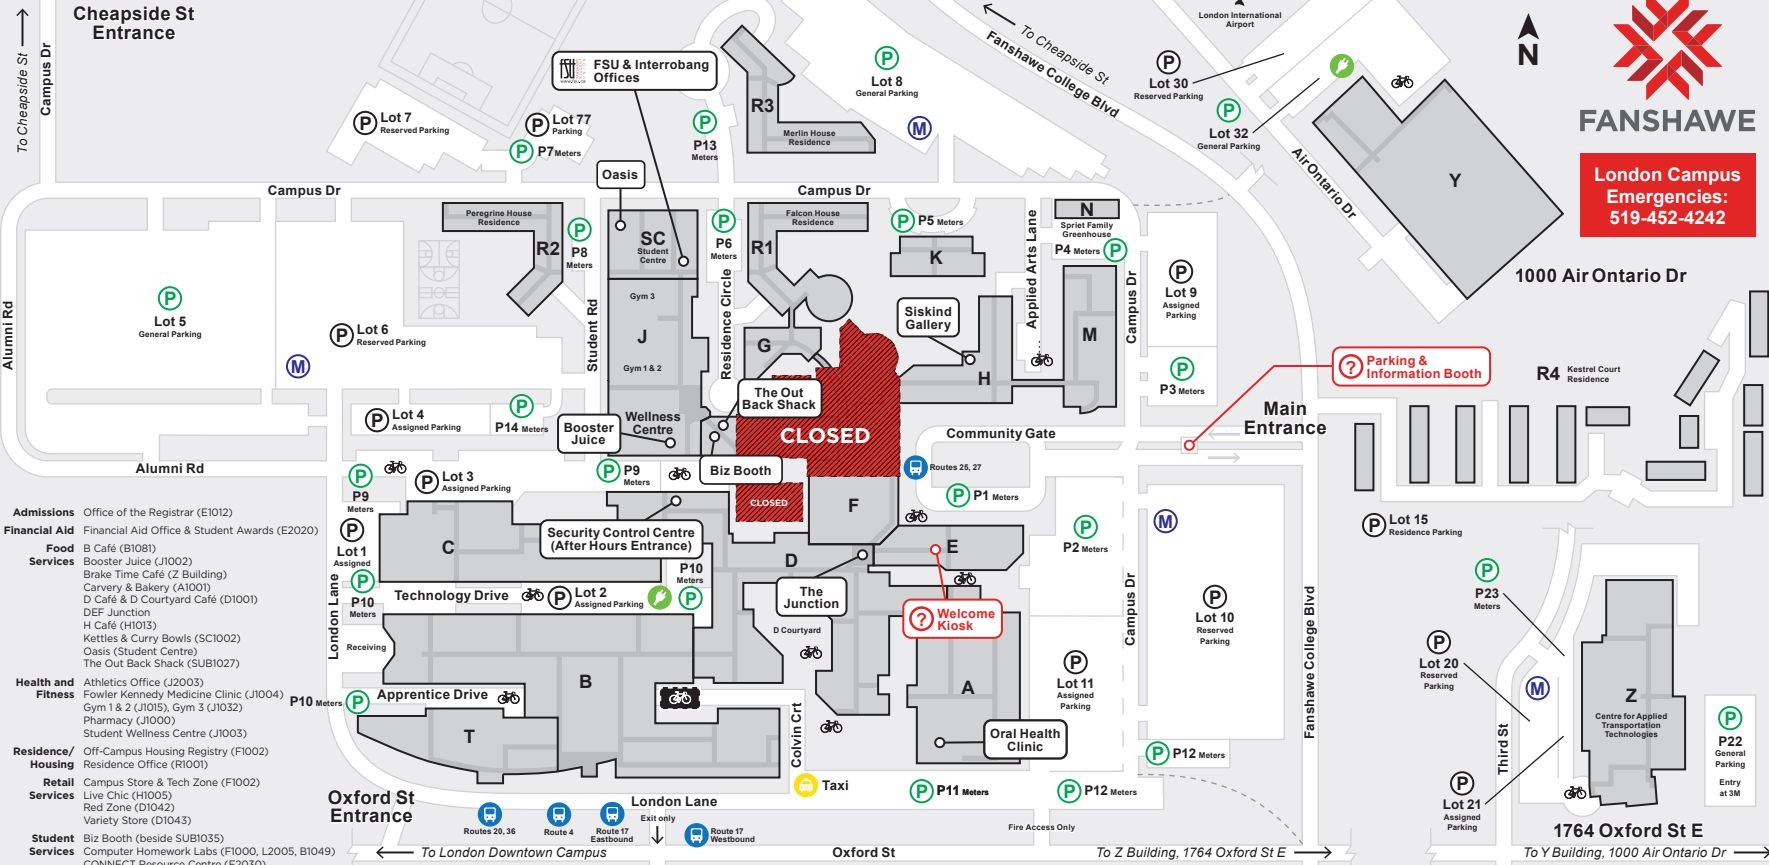 Cheapside St
Entrance
To Cheapside St
Campus Dr
FSU & Interrobang
Offices
Lot 7
Reserved Parking
Lot 77
Parking
P7 Meters
P13
Meters
R3
Merlin House
Residence
Lot 8
General Parking
M
To Cheapside St
Fanshawe College Blvd
London International
Airport
Lot 30
Reserved Parking
Lot 32
General Parking
Air Ontario Dr
Y
1000 Air Ontario Dr
N
FANSHAWE
London Campus
Emergencies:
519-452-4242
Oasis
Campus Dr
Campus Dr
Peregrine House
Residence
R2
P8
Meters
SC
Student
Centre
P6
Meters
Falcon House
Residence
R1
P5 Meters
K
Applied Arts Lane
N
Spriet Family
Greenhouse
P4 Meters
Lot 9
Assigned
Parking
Campus Dr
Alumni Rd
Lot 5
General Parking
Lot 6
Reserved Parking
M
Student Rd
Gym 3
J
Gym 1 & 2
Residence Circle
G
Siskind
Gallery
H
M
P3 Meters
Parking &
Information Booth
R4
Kestrel Court
Residence
Main
Entrance
Lot 4
Assigned Parking
P14 Meters
Booster
Juice
Wellness
Centre
The Out
Back Shack
CLOSED
Community Gate
Biz Booth
Routes 25, 27
P1 Meters
Alumni Rd
P9
Meters
Lot 3
Assigned Parking
P9
Meters
CLOSED
F
Lot 1
Assigned
C
Security Control Centre
(After Hours Entrance)
D
E
P2 Meters
M
Lot 15
Residence Parking
P10
Meters
London Lane
Technology Drive
Lot 2
Assigned Parking
P10
Meters
The
Junction
Welcome
Kiosk
D Courtyard
Campus Dr
Lot 10
Reserved
Parking
Fanshawe College Blvd
P23
Meters
Lot 20
Reserved
Parking
Receiving
P10 Meters
Apprentice Drive
B
A
Lot 11
Assigned
Parking
M
Z
Centre for Applied
Transportation
Technologies
P22
General
Parking
Entry
at 3M
T
Colvin Crt
Oral Health
Clinic
P12 Meters
Third St
Lot 21
Assigned
Parking
1764 Oxford St E
Oxford St
Entrance
Taxi
P11 Meters
P12 Meters
London Lane
Exit only
Routes 20, 36
Route 4
Route 17
Eastbound
Route 17
Westbound
Fire Access Only
To London Downtown Campus
Oxford St
To Z Building, 1764 Oxford St E
To Y Building, 1000 Air Ontario Dr
Admissions Office of the Registrar (E1012)
Financial Aid Financial Aid Office & Student Awards (E2020)
Food B Café (B1081)
Services Booster Juice (J1002)
Brake Time Café (Z Building)
Carvery & Bakery (A1001)
D Café & D Courtyard Café (D1001)
DEF Junction
H Café (H1013)
Kettles & Curry Bowls (SC1002)
Oasis (Student Centre)
The Out Back Shack (SUB1027)
Health and Athletics Office (J2003)
Fitness Fowler Kennedy Medicine Clinic (J1004)
Gym 1 & 2 (J1015), Gym 3 (J1032)
Pharmacy (J1000)
Student Wellness Centre (J1003)
Residence/ Off-Campus Housing Registry (F1002)
Housing Residence Office (R1001)
Retail Campus Store & Tech Zone (F1002)
Services Live Chic (H1005)
Red Zone (D1042)
Variety Store (D1043)
Student Biz Booth (beside SUB1035)
Services Computer Homework Labs (F1000, L2005, B1049)
CONNECT Resource Centre (F2030)